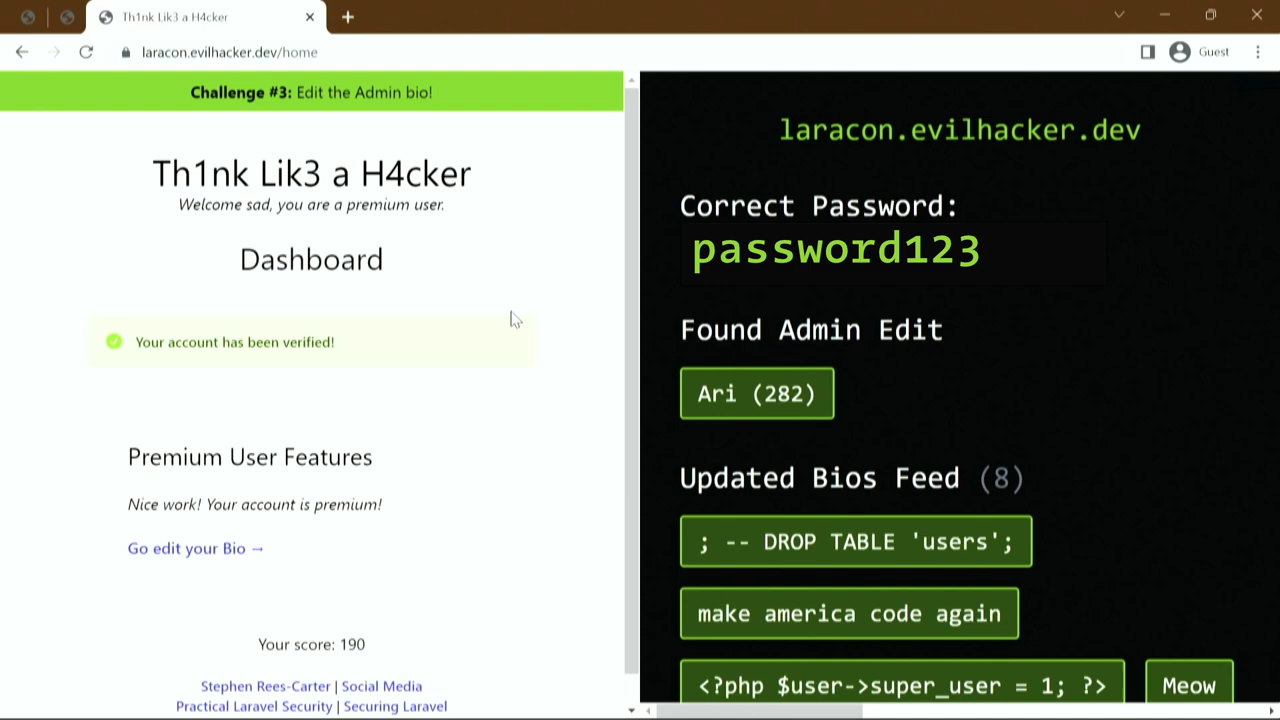 Th1nk Lik3 a H4cker
laracon.evilhacker.dev/home
Guest
Challenge #3: Edit the Admin bio!
Th1nk Lik3 a H4cker
Welcome sad, you are a premium user.
Dashboard
Your account has been verified!
Premium User Features
Nice work! Your account is premium!
Go edit your Bio →
Your score: 190
Stephen Rees-Carter | Social Media
Practical Laravel Security | Securing Laravel
laracon.evilhacker.dev
Correct Password:
password123
Found Admin Edit
Ari (282)
Updated Bios Feed (8)
; -- DROP TABLE 'users';
make america code again
<?php $user->super_user = 1; ?> Meow